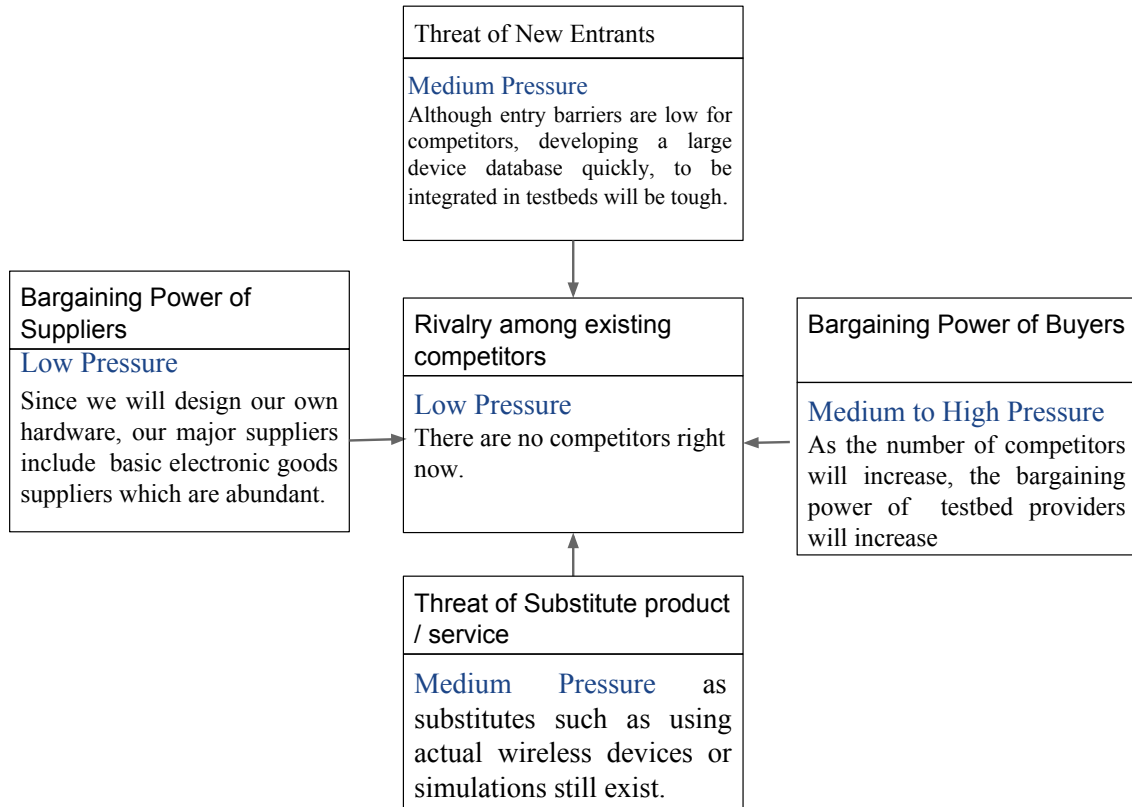 Threat of New Entrants
Medium Pressure
Although entry barriers are low for
competitors, developing a large
device database quickly, to be
integrated in testbeds will be tough.
Bargaining Power of
Suppliers
Low Pressure
Since we will design our own
hardware, our major suppliers
include basic electronic goods
suppliers which are abundant.
Rivalry among existing
competitors
Low Pressure
There are no competitors right
now.
Bargaining Power of Buyers
Medium to High Pressure
As the number of competitors
will increase, the bargaining
power of testbed providers
will increase
Threat of Substitute product
/ service
Medium Pressure as
substitutes such as using
actual wireless devices or
simulations still exist.